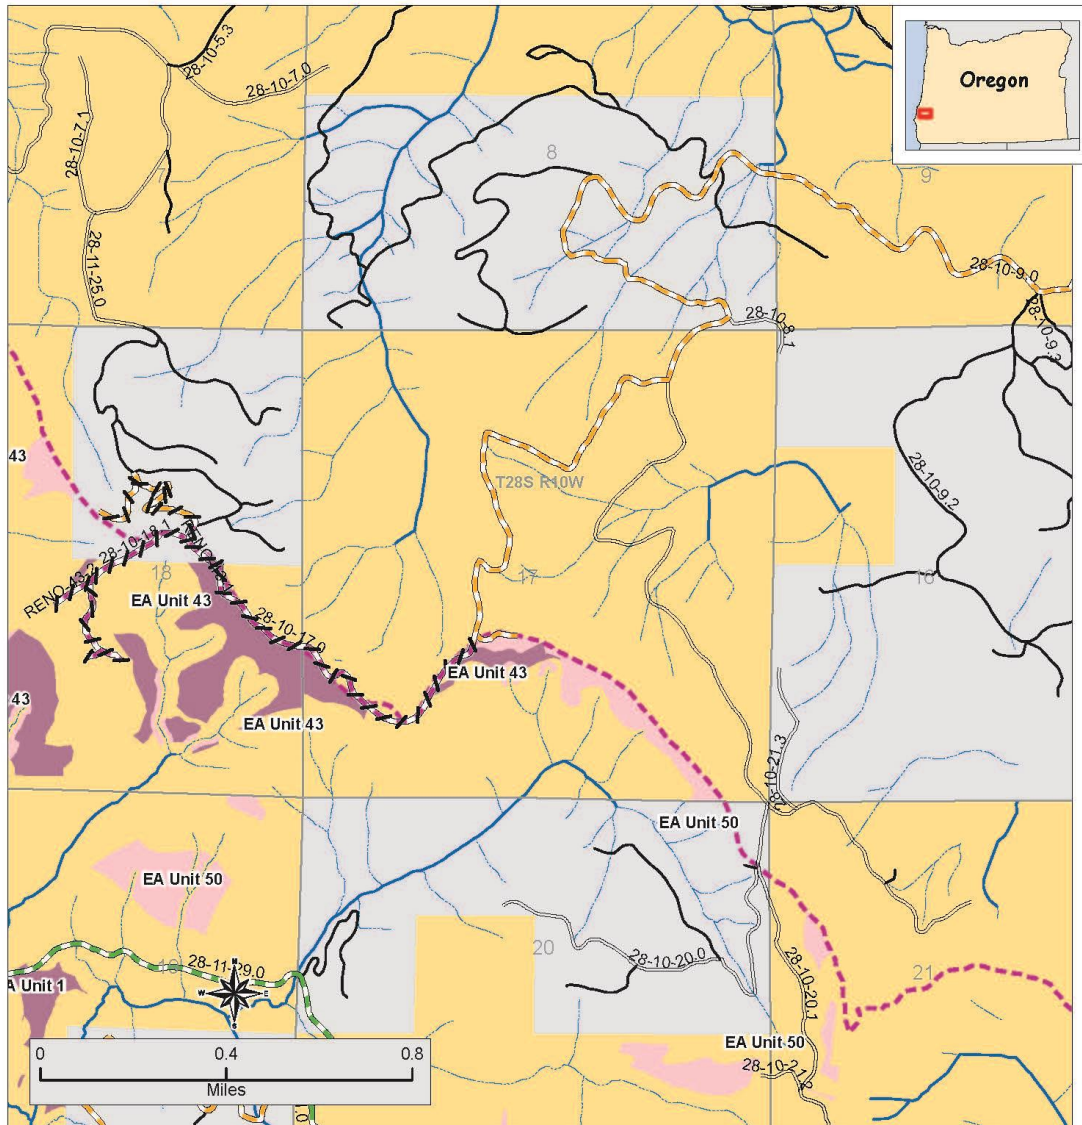 28-10-5.3
Oregon
28-10-7.0
28-10-7.1
7
8
9
28-11-25.0
28-10-9.0
28-10-8.1
28-10-9.3
43
28-10-9.2
T28S R10W
28-10-18.1
RENO-43.2
18
17
16
EA Unit 43
28-10-17.0
EA Unit 43
43
EA Unit 43
28-10-21.3
EA Unit 50
EA Unit 50
20
28-10-20.0
21
28-11-29.0
19
N
W
E
S
A Unit 1
28-10-20.1
EA Unit 50
28-10-21.2
0
0.4
0.8
Miles